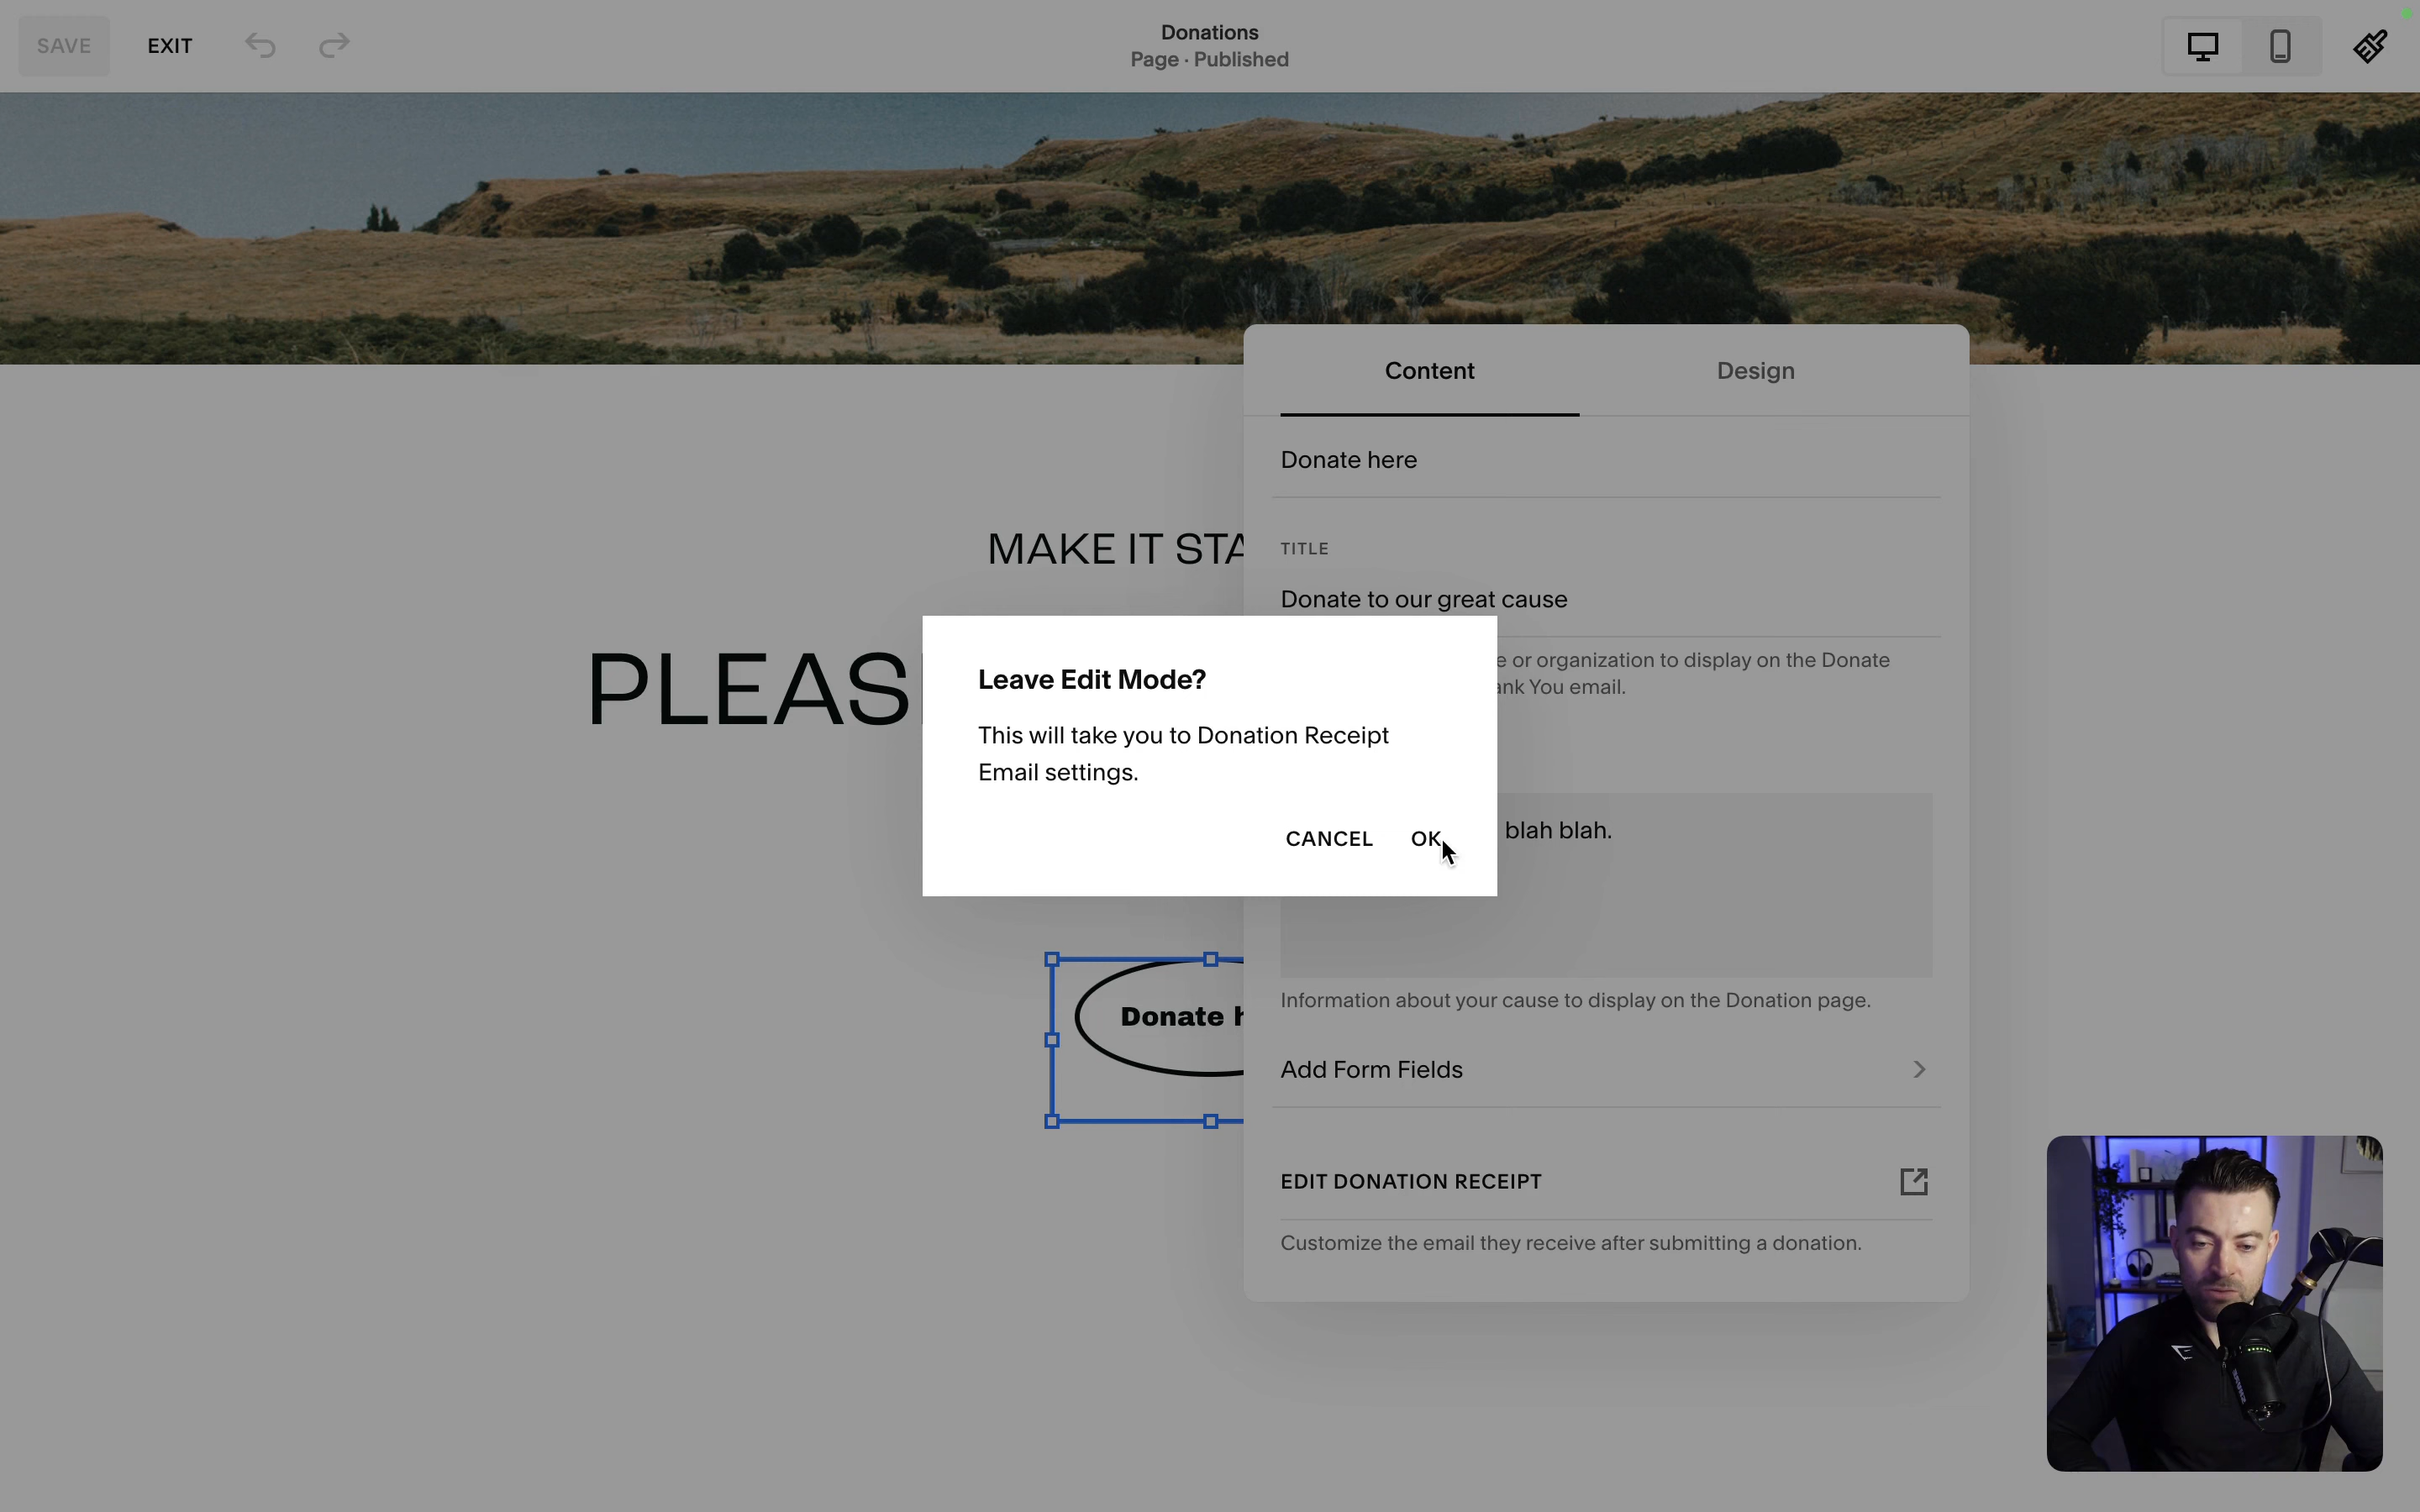 SAVE
EXIT
Donations
Page · Published
Content
Design
Donate here
MAKE IT STA
TITLE
Donate to our great cause
PLEAS
e or organization to display on the Donate
ank You email.
Leave Edit Mode?
This will take you to Donation Receipt
Email settings.
CANCEL
OK
blah blah.
Information about your cause to display on the Donation page.
Donate h
Add Form Fields
EDIT DONATION RECEIPT
Customize the email they receive after submitting a donation.